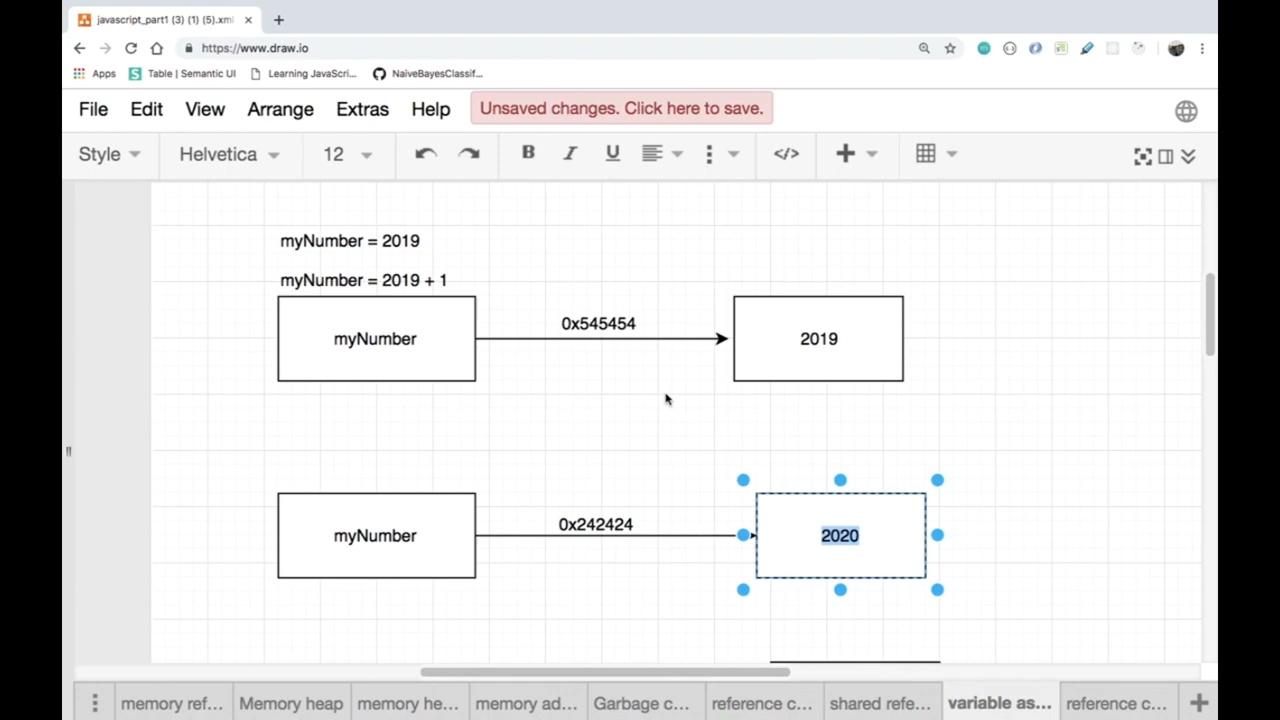 javascript_part1 (3) (1) (5).xml
https://www.draw.io
Apps Table | Semantic UI Learning JavaScri... NaiveBayesClassif...
File Edit View Arrange Extras Help Unsaved changes. Click here to save.
Style Helvetica 12 B I U </>
myNumber = 2019
myNumber = 2019 + 1
myNumber 0x545454 2019
myNumber 0x242424 2020
memory ref... Memory heap memory he... memory ad... Garbage c... reference c... shared refe... variable as... reference c...